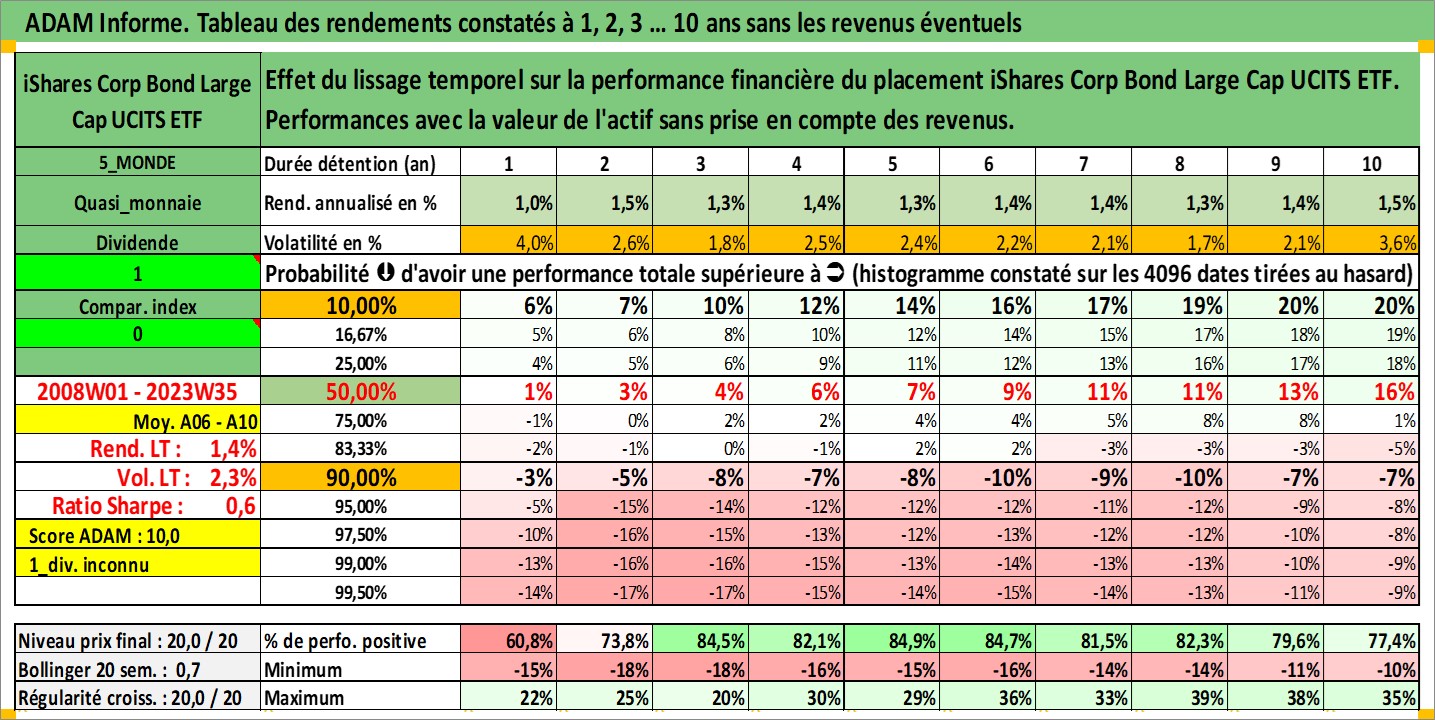 ADAM Informe. Tableau des rendements constatés à 1, 2, 3 ... 10 ans sans les revenus éventuels
iShares Corp Bond Large
Cap UCITS ETF
Effet du lissage temporel sur la performance financière du placement iShares Corp Bond Large Cap UCITS ETF.
Performances avec la valeur de l'actif sans prise en compte des revenus.
5_MONDE Durée détention (an) 1 2 3 4 5 6 7 8 9 10
Quasi_monnaie Rend. annualisé en % 1,0% 1,5% 1,3% 1,4% 1,3% 1,4% 1,4% 1,3% 1,4% 1,5%
Dividende Volatilité en % 4,0% 2,6% 1,8% 2,5% 2,4% 2,2% 2,1% 1,7% 2,1% 3,6%
1 Probabilité d'avoir une performance totale supérieure à (histogramme constaté sur les 4096 dates tirées au hasard)
Compar. index 10,00% 6% 7% 10% 12% 14% 16% 17% 19% 20% 20%
0 16,67% 5% 6% 8% 10% 12% 14% 15% 17% 18% 19%
25,00% 4% 5% 6% 9% 11% 12% 13% 16% 17% 18%
2008W01 - 2023W35 50,00% 1% 3% 4% 6% 7% 9% 11% 11% 13% 16%
Moy. A06 - A10 75,00% -1% 0% 2% 2% 4% 4% 5% 8% 8% 1%
Rend. LT : 1,4% 83,33% -2% -1% 0% -1% 2% 2% -3% -3% -3% -5%
Vol. LT : 2,3% 90,00% -3% -5% -8% -7% -8% -10% -9% -10% -7% -7%
Ratio Sharpe : 0,6 95,00% -5% -15% -14% -12% -12% -12% -11% -12% -9% -8%
Score ADAM : 10,0 97,50% -10% -16% -15% -13% -12% -13% -12% -12% -10% -8%
1_div. inconnu 99,00% -13% -16% -16% -15% -13% -14% -13% -13% -10% -9%
99,50% -14% -17% -17% -15% -14% -15% -14% -13% -11% -9%
Niveau prix final : 20,0 / 20 % de perfo. positive 60,8% 73,8% 84,5% 82,1% 84,9% 84,7% 81,5% 82,3% 79,6% 77,4%
Bollinger 20 sem. : 0,7 Minimum -15% -18% -18% -16% -15% -16% -14% -14% -11% -10%
Régularité croiss. : 20,0 / 20 Maximum 22% 25% 20% 30% 29% 36% 33% 39% 38% 35%